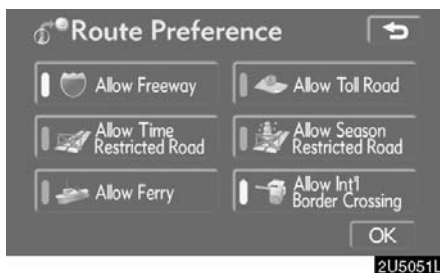 Route Preference
Allow Freeway
Allow Toll Road
Allow Time
Restricted Road
Allow Season
Restricted Road
Allow Ferry
Allow Int'l
Border Crossing
OK
2U5051L